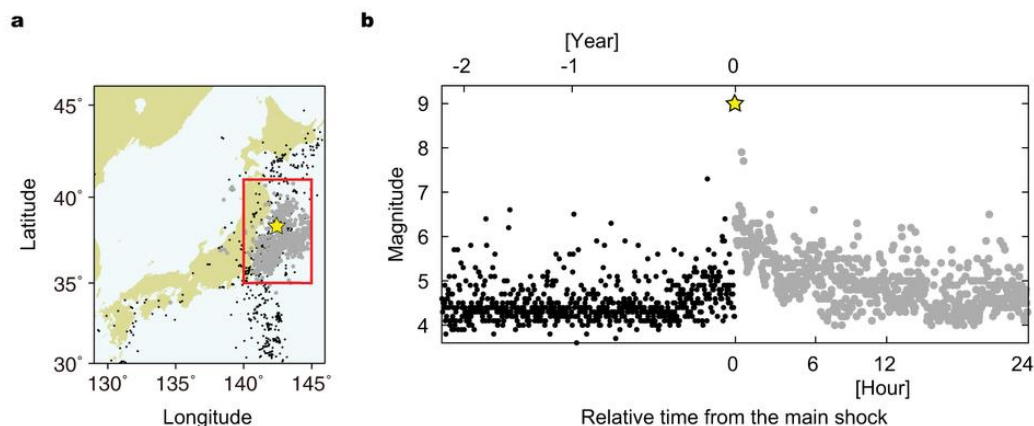 a
45°
40°
35°
30°
130° 135° 140° 145°
Latitude
Longitude
b
[Year]
-2 -1 0
9
8
7
6
5
4
Magnitude
0 6 12 24
[Hour]
Relative time from the main shock